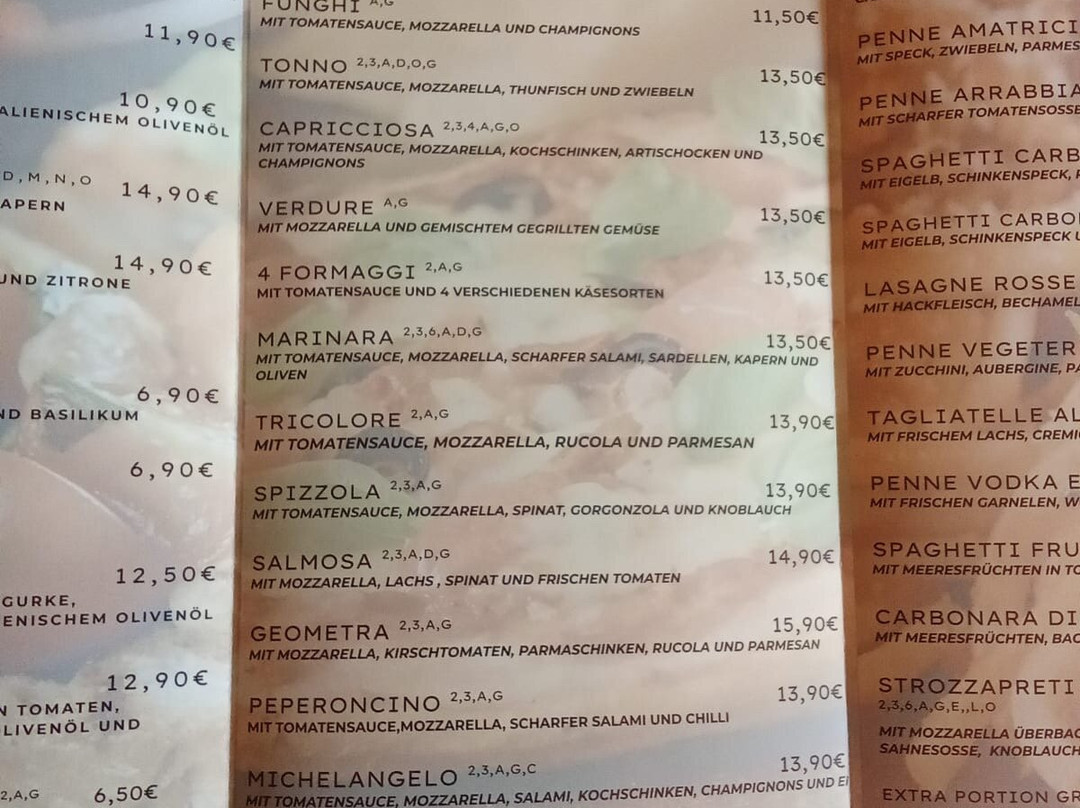 11,90€
10,90€
ALIENISCHEM OLIVENÖL
D,M,N,O 14,90€
APERN
14,90€
UND ZITRONE
6,90€
ND BASILIKUM
6,90€
12,50€
GURKE,
ENISCHEM OLIVENÖL
12,90€
N TOMATEN,
LIVENÖL UND
2,A,G 6,50€
FUNGHI A,G 11,50€
MIT TOMATENSAUCE, MOZZARELLA UND CHAMPIGNONS
TONNO 2,3,A,D,O,G 13,50€
MIT TOMATENSAUCE, MOZZARELLA, THUNFISCH UND ZWIEBELN
CAPRICCIOSA 2,3,4,A,G,O 13,50€
MIT TOMATENSAUCE, MOZZARELLA, KOCHSCHINKEN, ARTISCHOCKEN UND
CHAMPIGNONS
VERDURE A,G 13,50€
MIT MOZZARELLA UND GEMISCHTEM GEGRILLTEN GEMÜSE
4 FORMAGGI 2,A,G 13,50€
MIT TOMATENSAUCE UND 4 VERSCHIEDENEN KÄSESORTEN
MARINARA 2,3,6,A,D,G 13,50€
MIT TOMATENSAUCE, MOZZARELLA, SCHARFER SALAMI, SARDELLEN, KAPERN UND
OLIVEN
TRICOLORE 2,A,G 13,90€
MIT TOMATENSAUCE, MOZZARELLA, RUCOLA UND PARMESAN
SPIZZOLA 2,3,A,G 13,90€
MIT TOMATENSAUCE, MOZZARELLA, SPINAT, GORGONZOLA UND KNOBLAUCH
SALMOSA 2,3,A,D,G 14,90€
MIT MOZZARELLA, LACHS , SPINAT UND FRISCHEN TOMATEN
GEOMETRA 2,3,A,G 15,90€
MIT MOZZARELLA, KIRSCHTOMATEN, PARMASCHINKEN, RUCOLA UND PARMESAN
PEPERONCINO 2,3,A,G 13,90€
MIT TOMATENSAUCE,MOZZARELLA, SCHARFER SALAMI UND CHILLI
MICHELANGELO 2,3,A,G,C 13,90€
MIT TOMATENSAUCE, MOZZARELLA, SALAMI, KOCHSCHINKEN, CHAMPIGNONS UND EI
PENNE AMATRICI
MIT SPECK, ZWIEBELN, PARMES
PENNE ARRABBIA
MIT SCHARFER TOMATENSOSSE
SPAGHETTI CARB
MIT EIGELB, SCHINKENSPECK,
SPAGHETTI CARBO
MIT EIGELB, SCHINKENSPECK U
LASAGNE ROSSE
MIT HACKFLEISCH, BECHAMEL
PENNE VEGETER
MIT ZUCCHINI, AUBERGINE, PA
TAGLIATELLE AL
MIT FRISCHEM LACHS, CREMIG
PENNE VODKA E
MIT FRISCHEN GARNELEN, W
SPAGHETTI FRU
MIT MEERESFRÜCHTEN IN TO
CARBONARA DI
MIT MEERESFRÜCHTEN, BAC
STROZZAPRETI
2,3,6,A,G,E,,L,O
MIT MOZZARELLA ÜBERBAC
SAHNESOSSE, KNOBLAUCH
EXTRA PORTION GR